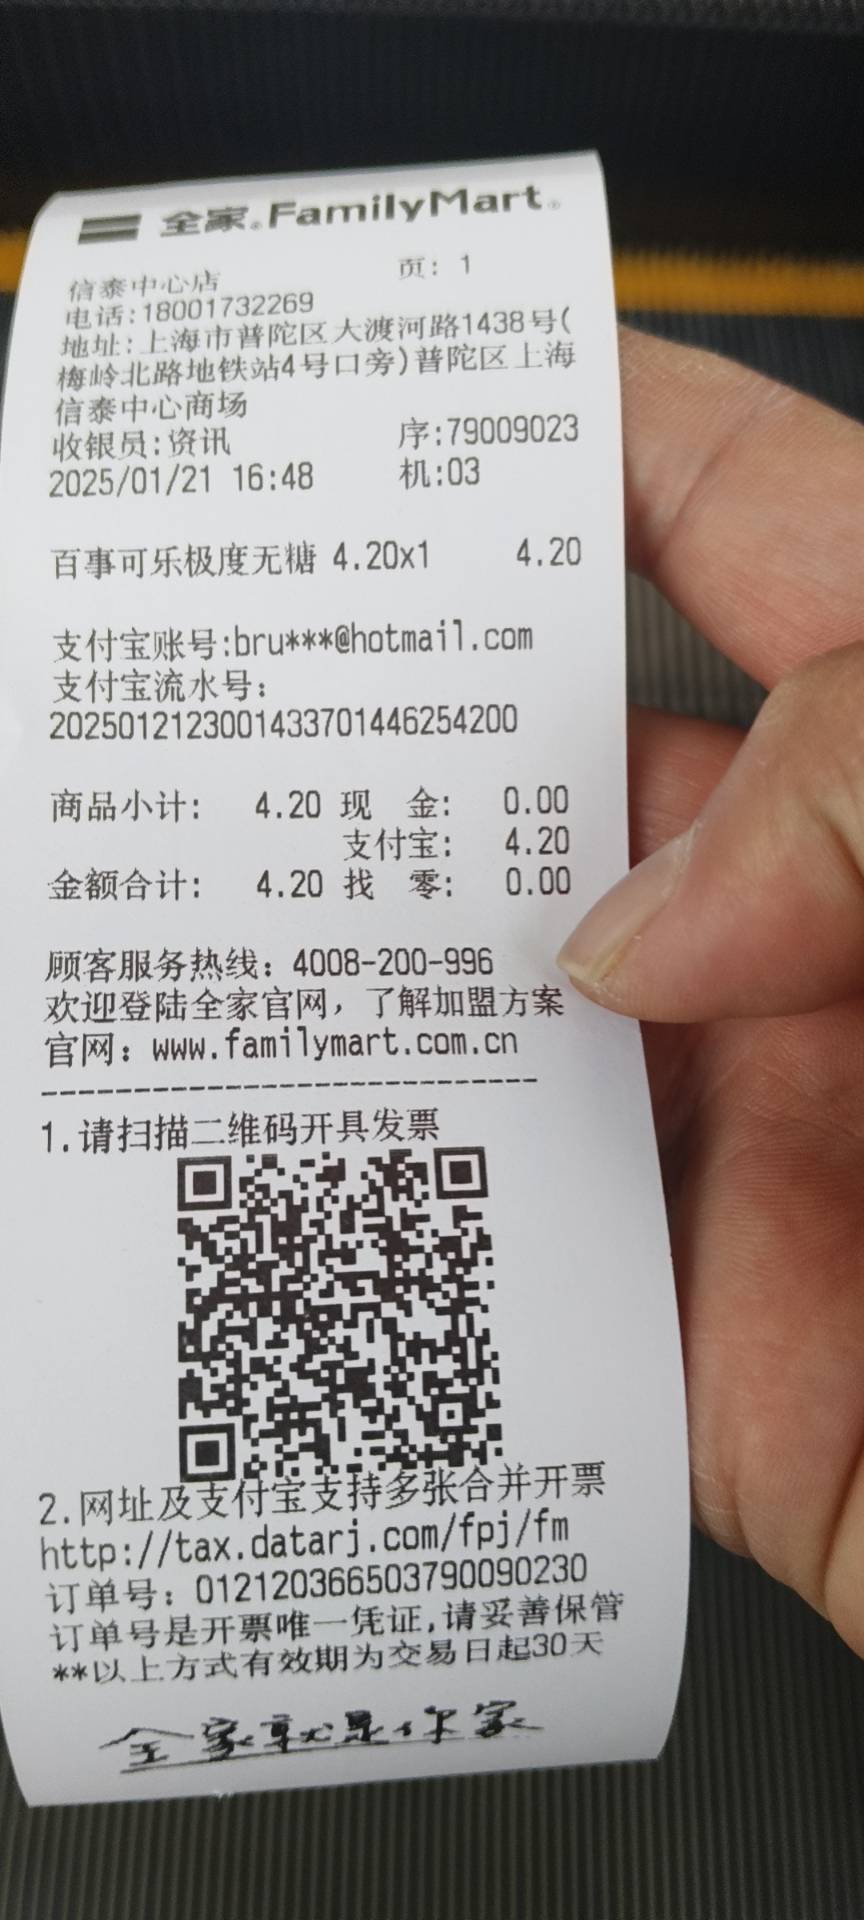 全家®FamilyMart®
信泰中心店 页: 1
电话:18001732269
地址:上海市普陀区大渡河路1438号(
梅岭北路地铁站4号口旁)普陀区上海
信泰中心商场
收银员:资讯 序:79009023
2025/01/21 16:48 机:03
百事可乐极度无糖 4.20x1 4.20
支付宝账号:bru***@hotmail.com
支付宝流水号:
2025012123001433701446254200
商品小计: 4.20 现 金: 0.00
支付宝: 4.20
金额合计: 4.20 找 零: 0.00
顾客服务热线: 4008-200-996
欢迎登陆全家官网，了解加盟方案
官网: www.familymart.com.cn
----------------------------
1.请扫描二维码开具发票
2.网址及支付宝支持多张合并开票
http://tax.datarj.com/fpj/fm
订单号: 012120366503790090230
订单号是开票唯一凭证,请妥善保管
**以上方式有效期为交易日起30天
全家就是你家